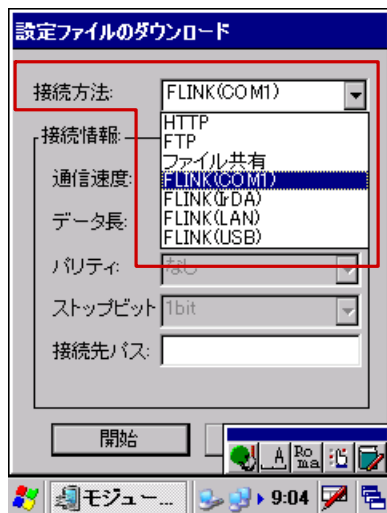 設定ファイルのダウンロード
接続方法: FLINK(COM1)
HTTP
FTP
ファイル共有
FLINK(COM1)
FLINK(IrDA)
FLINK(LAN)
FLINK(USB)
接続情報:
通信速度:
データ長:
パリティ: なし
ストップビット 1bit
接続先パス:
開始
A Ro
ma
モジュー... 9:04